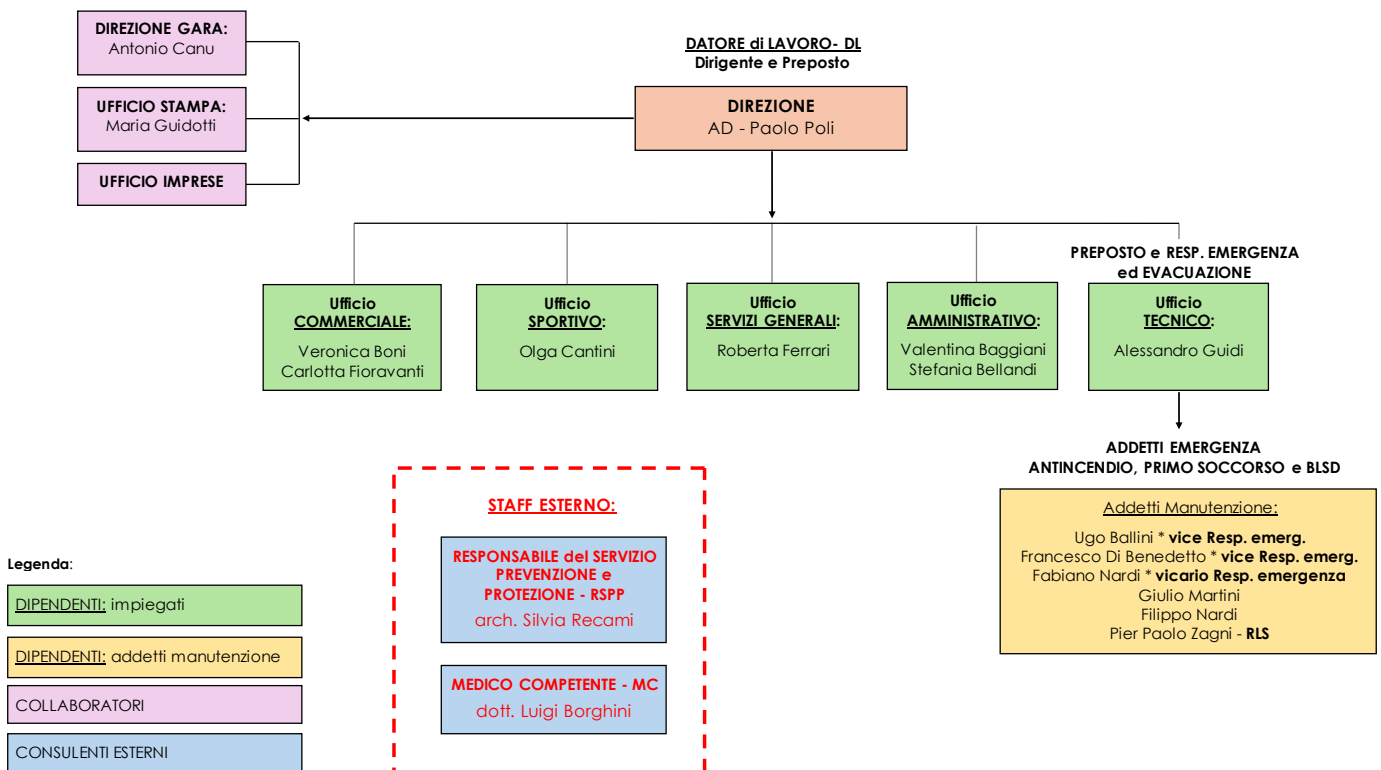 DIREZIONE GARA:
Antonio Canu
UFFICIO STAMPA:
Maria Guidotti
UFFICIO IMPRESE
DATORE di LAVORO- DL
Dirigente e Preposto
DIREZIONE
AD - Paolo Poli
PREPOSTO e RESP. EMERGENZA
ed EVACUAZIONE
Ufficio
COMMERCIALE:
Veronica Boni
Carlotta Fioravanti
Ufficio
SPORTIVO:
Olga Cantini
Ufficio
SERVIZI GENERALI:
Roberta Ferrari
Ufficio
AMMINISTRATIVO:
Valentina Baggiani
Stefania Bellandi
Ufficio
TECNICO:
Alessandro Guidi
ADDETTI EMERGENZA
ANTINCENDIO, PRIMO SOCCORSO e BLSD
Addetti Manutenzione:
Ugo Ballini * vice Resp. emerg.
Francesco Di Benedetto * vice Resp. emerg.
Fabiano Nardi * vicario Resp. emergenza
Giulio Martini
Filippo Nardi
Pier Paolo Zagni - RLS
STAFF ESTERNO:
RESPONSABILE del SERVIZIO
PREVENZIONE e
PROTEZIONE - RSPP
arch. Silvia Recami
MEDICO COMPETENTE - MC
dott. Luigi Borghini
Legenda:
DIPENDENTI: impiegati
DIPENDENTI: addetti manutenzione
COLLABORATORI
CONSULENTI ESTERNI